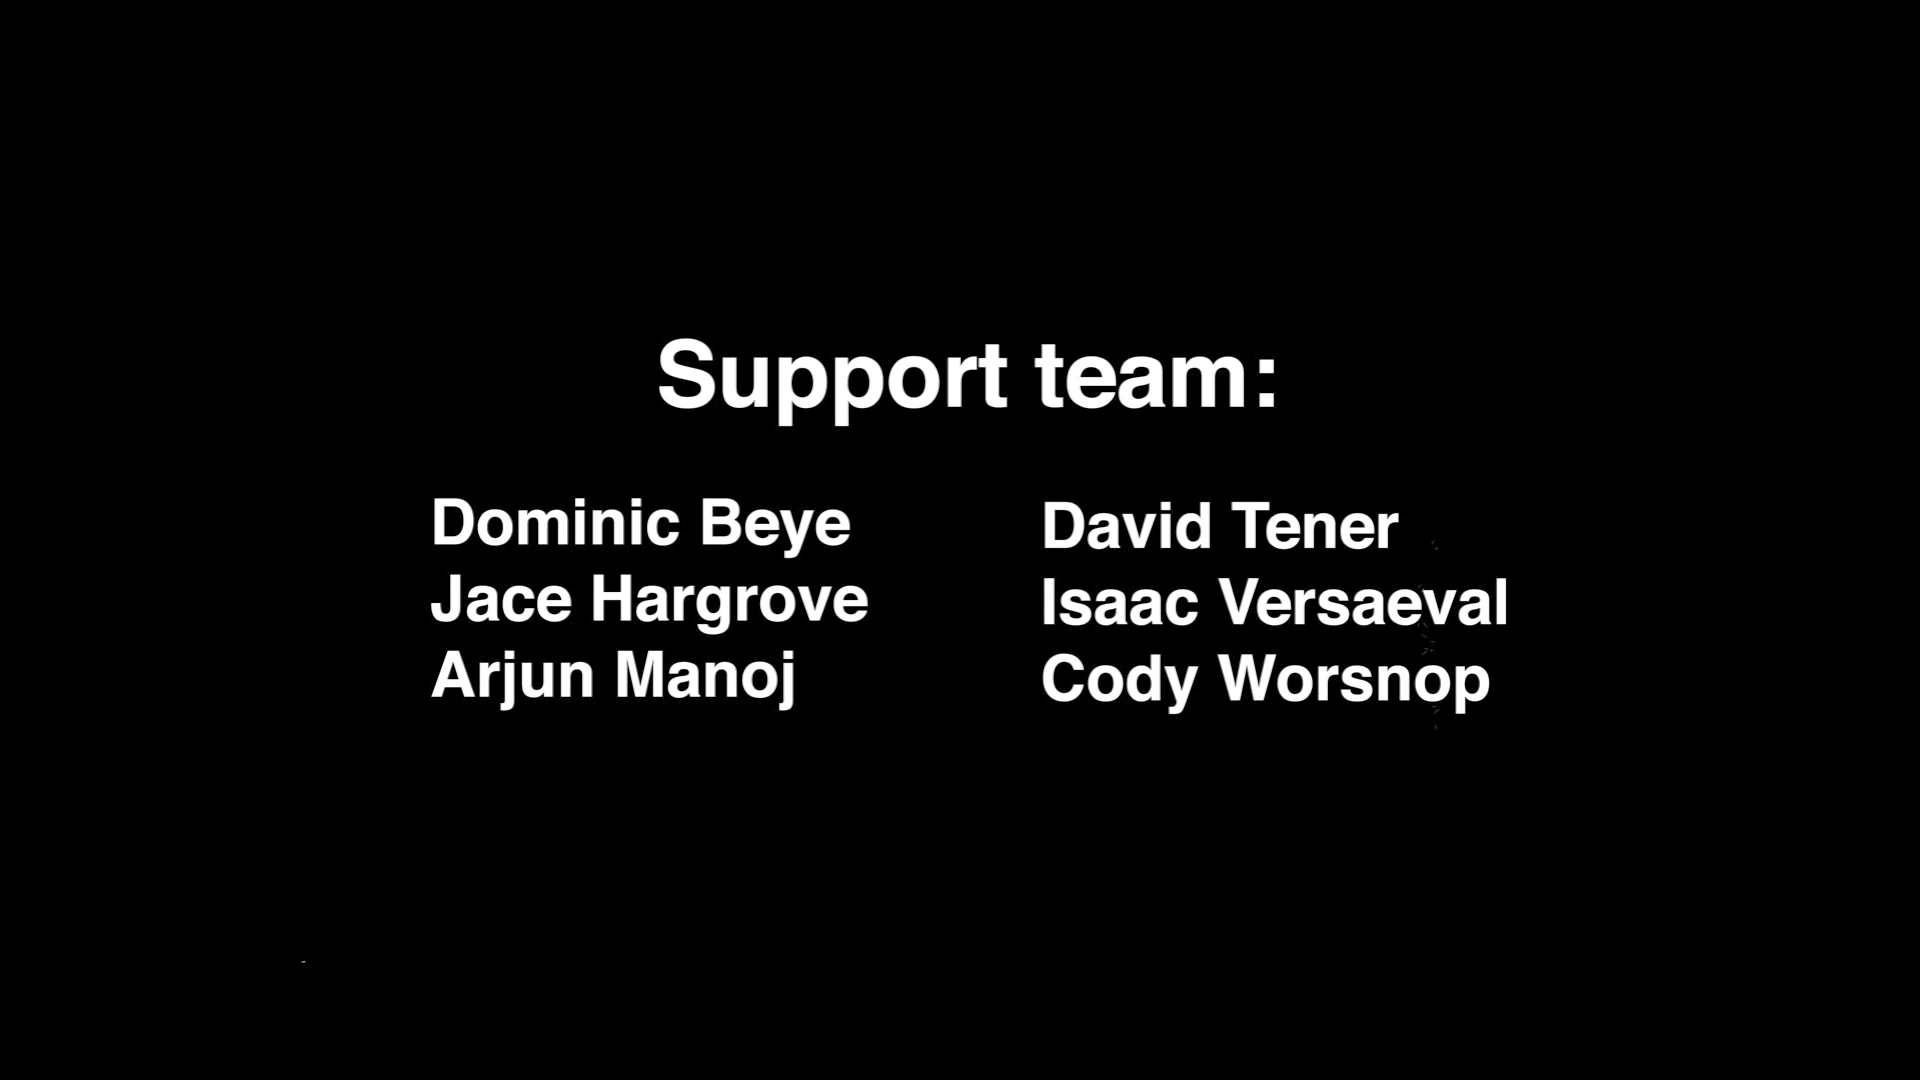 Support team:
Dominic Beye
Jace Hargrove
Arjun Manoj
David Tener
Isaac Versaeval
Cody Worsnop